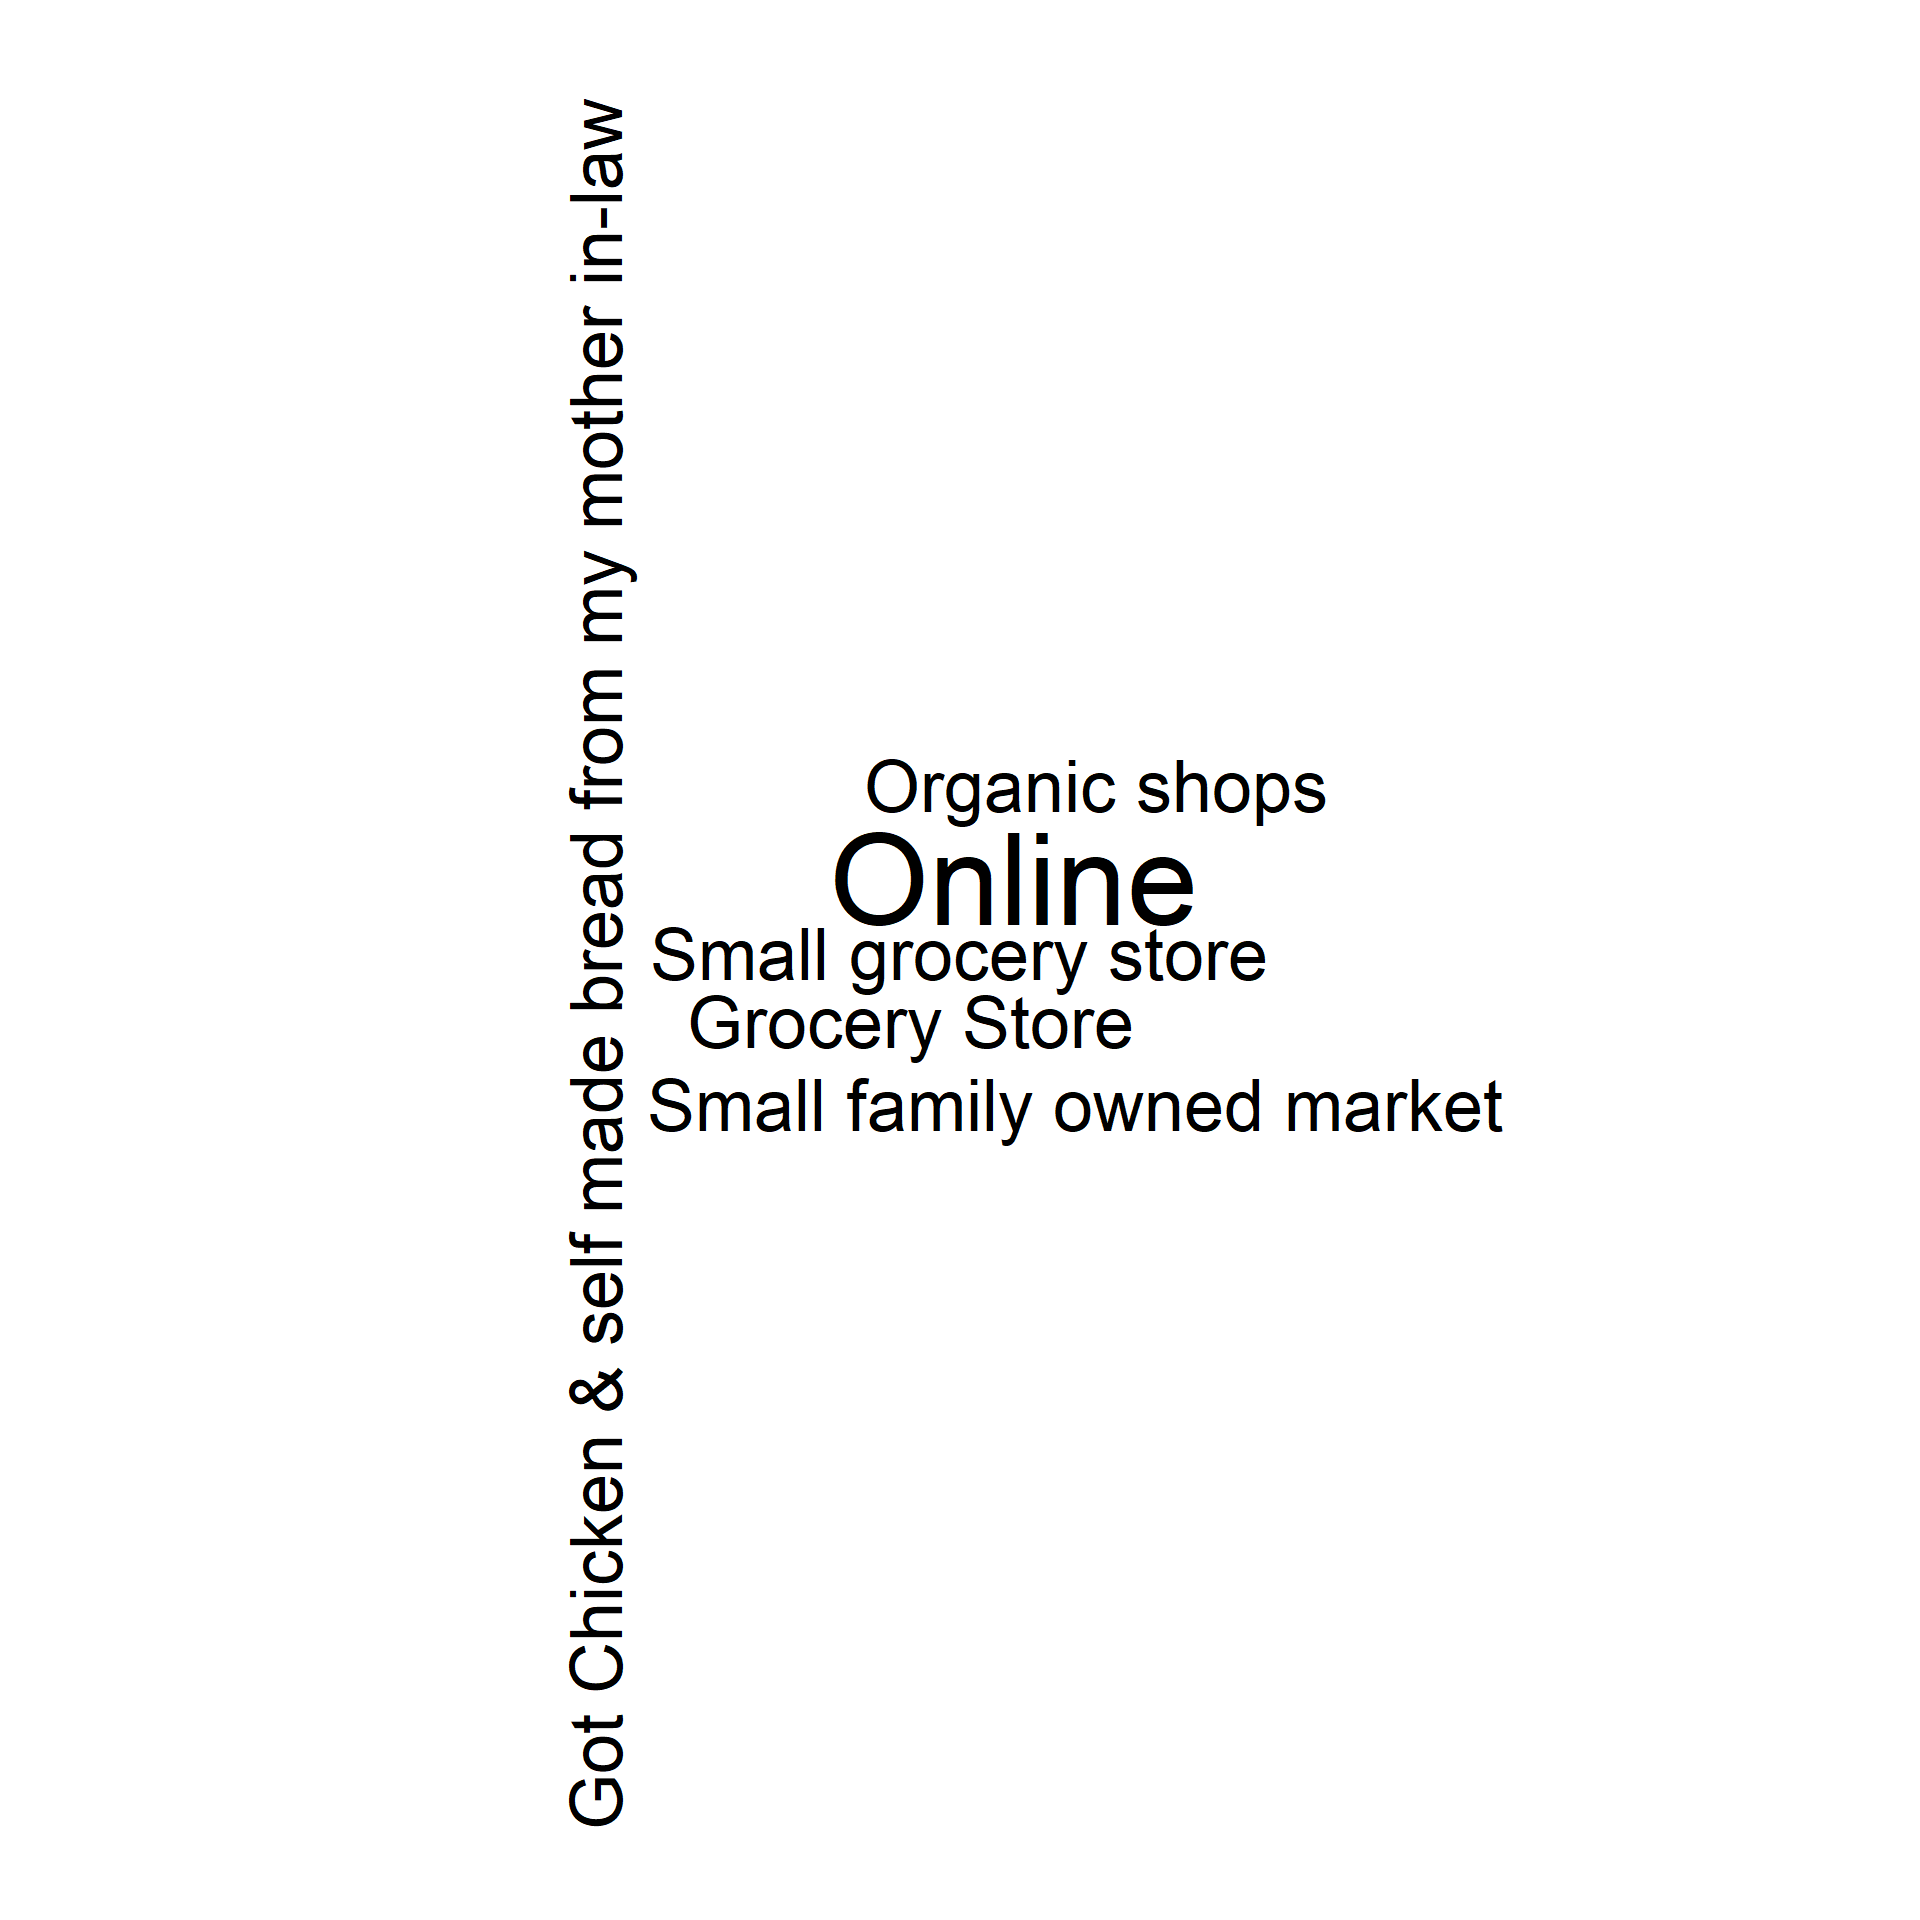 Got Chicken & self made bread from my mother in-law
Organic shops
Online
Small grocery store
Grocery Store
Small family owned market